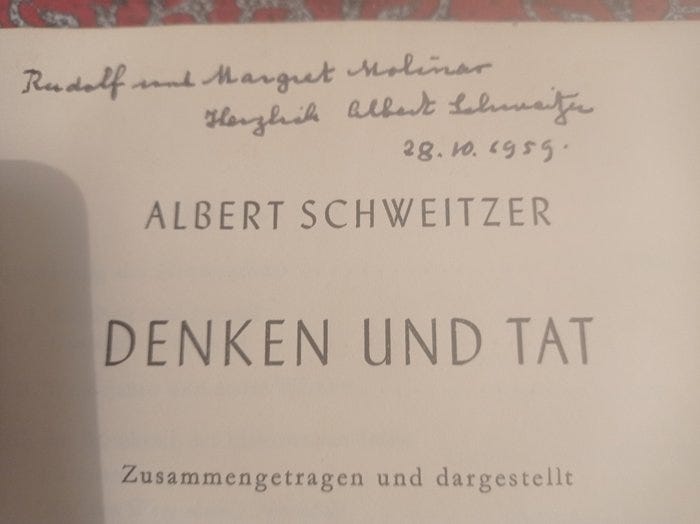 Rudolf und Margret Molinar
Herzlich Albert Schweitzer
28.10.1959.
ALBERT SCHWEITZER
DENKEN UND TAT
Zusammengetragen und dargestellt